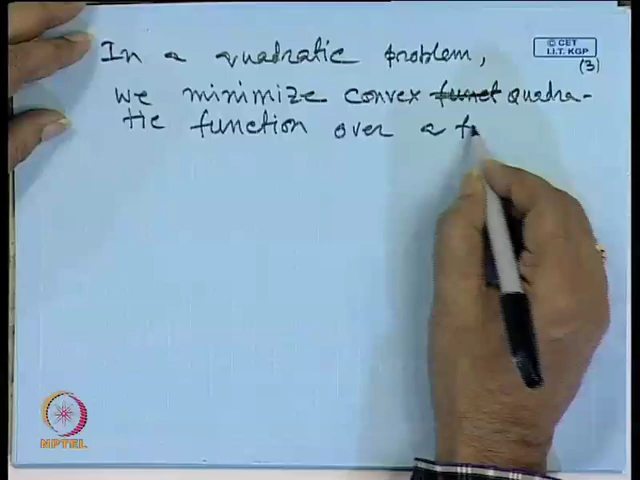 In a quadratic problem,
© CET
I.I.T. KGP
(3)
we minimize convex funct quadra-
tic function over a f
NPTEL